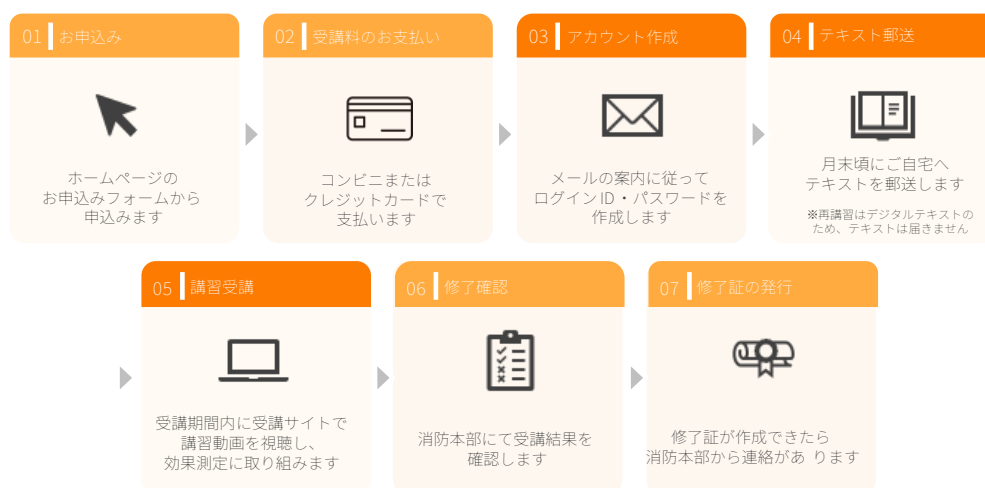 01 お申込み
ホームページの
お申込みフォームから
申込みます
02 受講料のお支払い
コンビニまたは
クレジットカードで
支払います
03 アカウント作成
メールの案内に従って
ログインID・パスワードを
作成します
04 テキスト郵送
月末頃にご自宅へ
テキストを郵送します
※再講習はデジタルテキストの
ため、テキストは届きません
05 講習受講
受講期間内に受講サイトで
講習動画を視聴し、
効果測定に取り組みます
06 修了確認
消防本部にて受講結果を
確認します
07 修了証の発行
修了証が作成できたら
消防本部から連絡があ ります